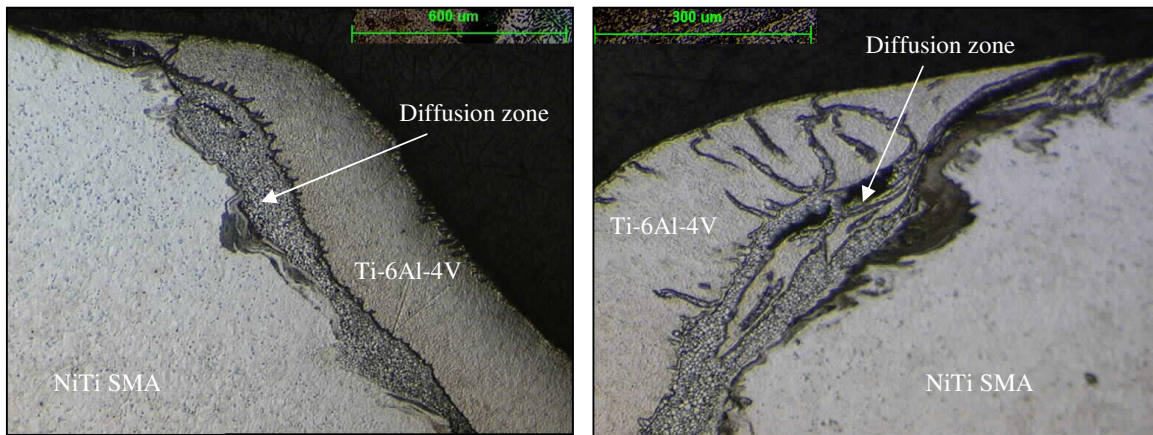 600 um
Diffusion zone
Ti-6Al-4V
NiTi SMA
300 um
Diffusion zone
Ti-6Al-4V
NiTi SMA